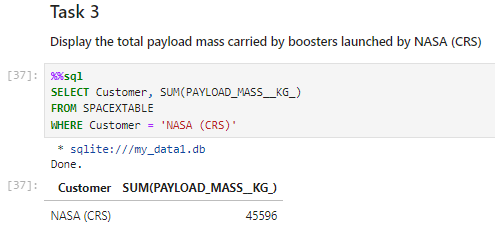 Task 3
Display the total payload mass carried by boosters launched by NASA (CRS)
[37]: %%sql
SELECT Customer, SUM(PAYLOAD_MASS__KG_)
FROM SPACEXTABLE
WHERE Customer = 'NASA (CRS)'
* sqlite:///my_data1.db
Done.
[37]: Customer SUM(PAYLOAD_MASS__KG_)
NASA (CRS) 45596